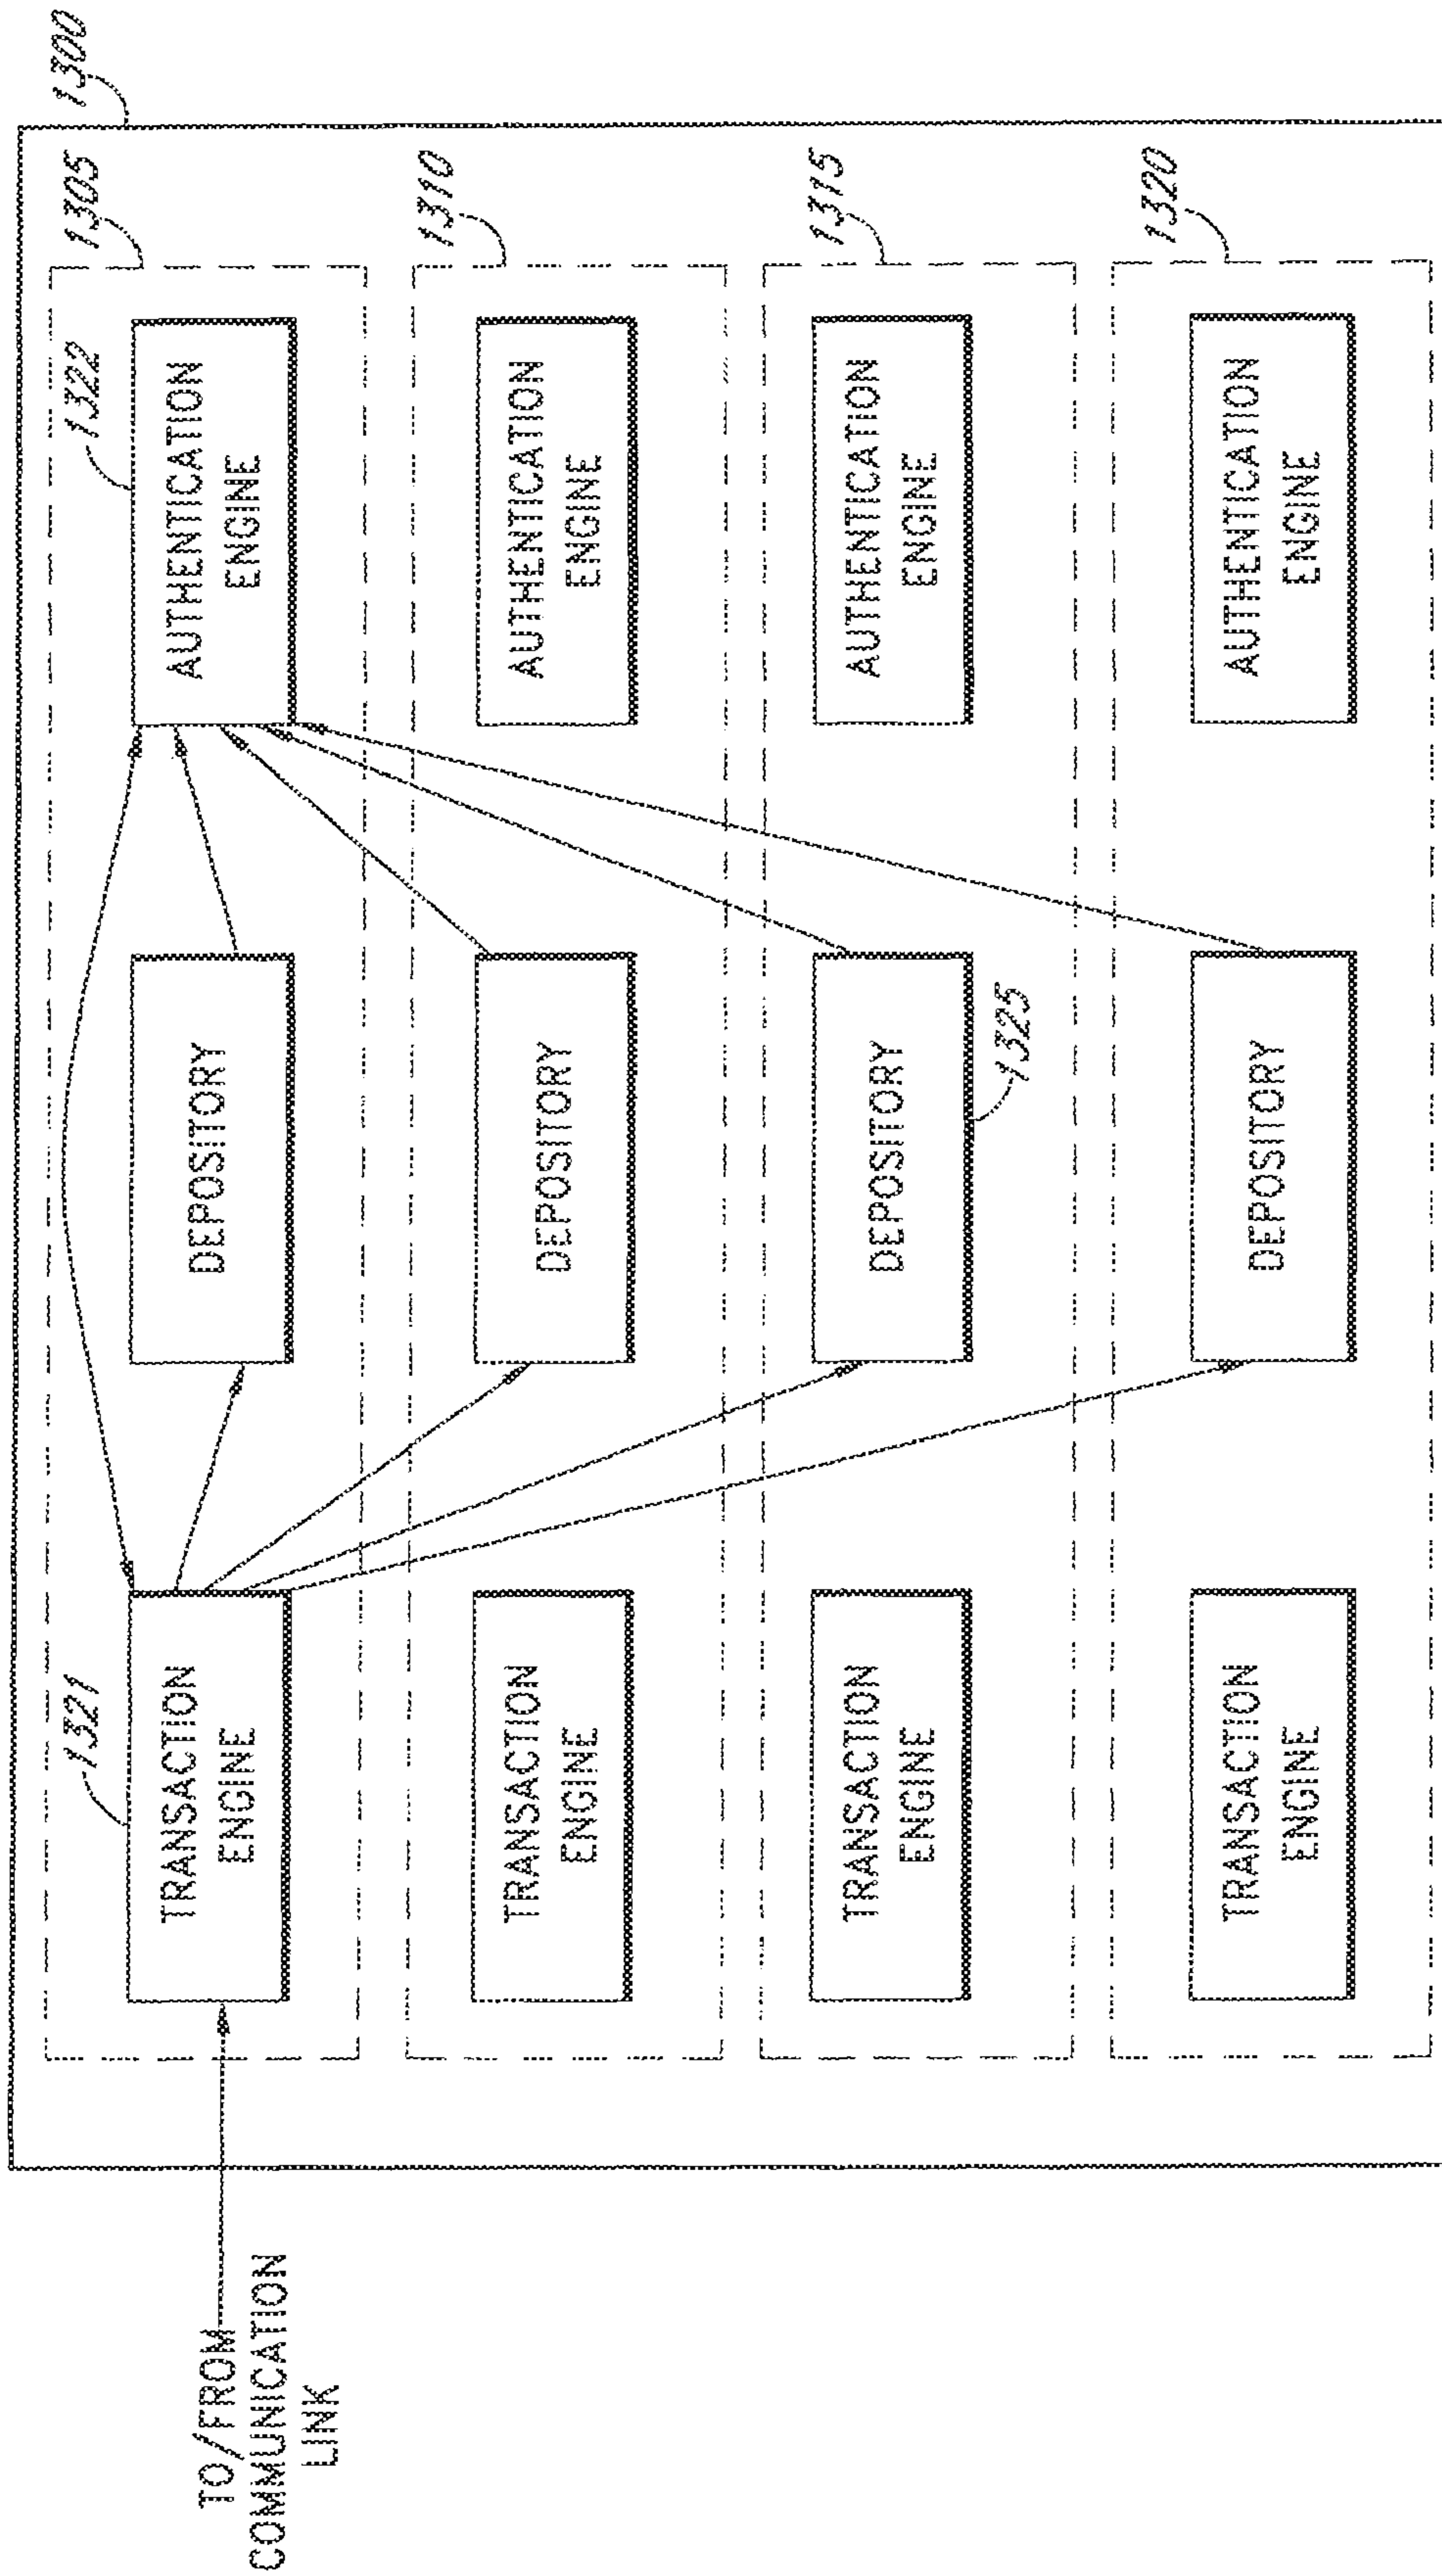 1300
1305
1322
1321
TO/FROM
COMMUNICATION
LINK
TRANSACTION
ENGINE
DEPOSITORY
AUTHENTICATION
ENGINE
1310
TRANSACTION
ENGINE
DEPOSITORY
AUTHENTICATION
ENGINE
1315
TRANSACTION
ENGINE
DEPOSITORY
1325
AUTHENTICATION
ENGINE
1320
TRANSACTION
ENGINE
DEPOSITORY
AUTHENTICATION
ENGINE